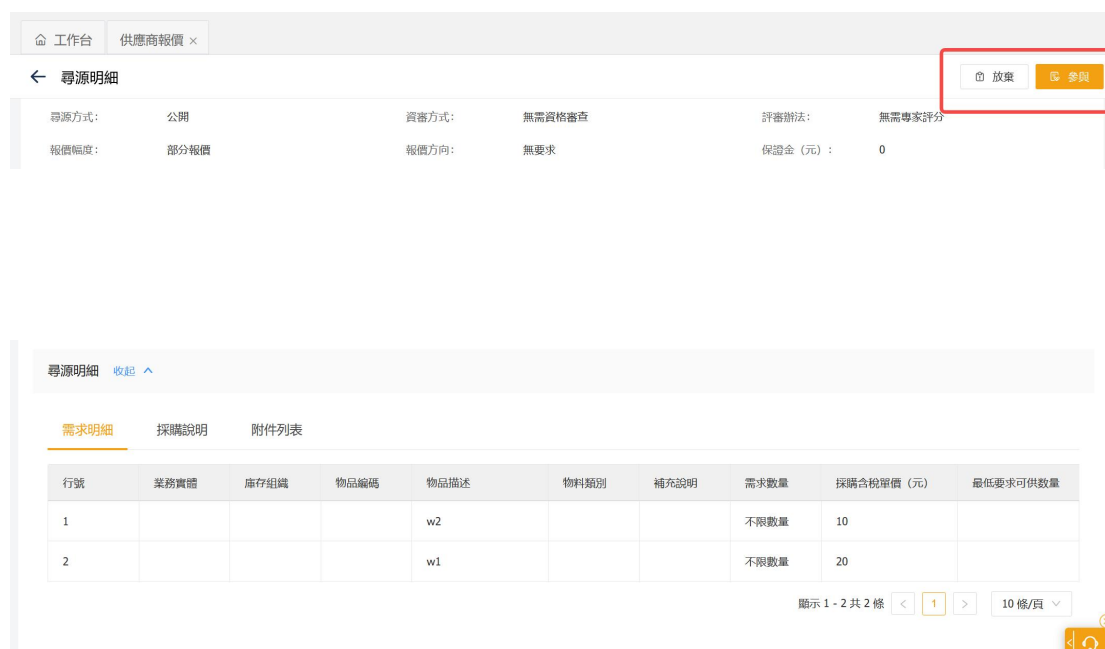 工作台 供應商報價 ×
尋源明細 放棄 參與
尋源方式: 公開 資審方式: 無需資格審查 評審辦法: 無需專家評分
報價幅度: 部分報價 報價方向: 無要求 保證金（元）: 0
尋源明細 收起
需求明細 採購說明 附件列表
行號 業務實體 庫存組織 物品編碼 物品描述 物料類別 補充說明 需求數量 採購含稅單價（元） 最低要求可供數量
1 w2 不限數量 10
2 w1 不限數量 20
顯示 1 - 2 共 2 條 < 1 > 10 條/頁